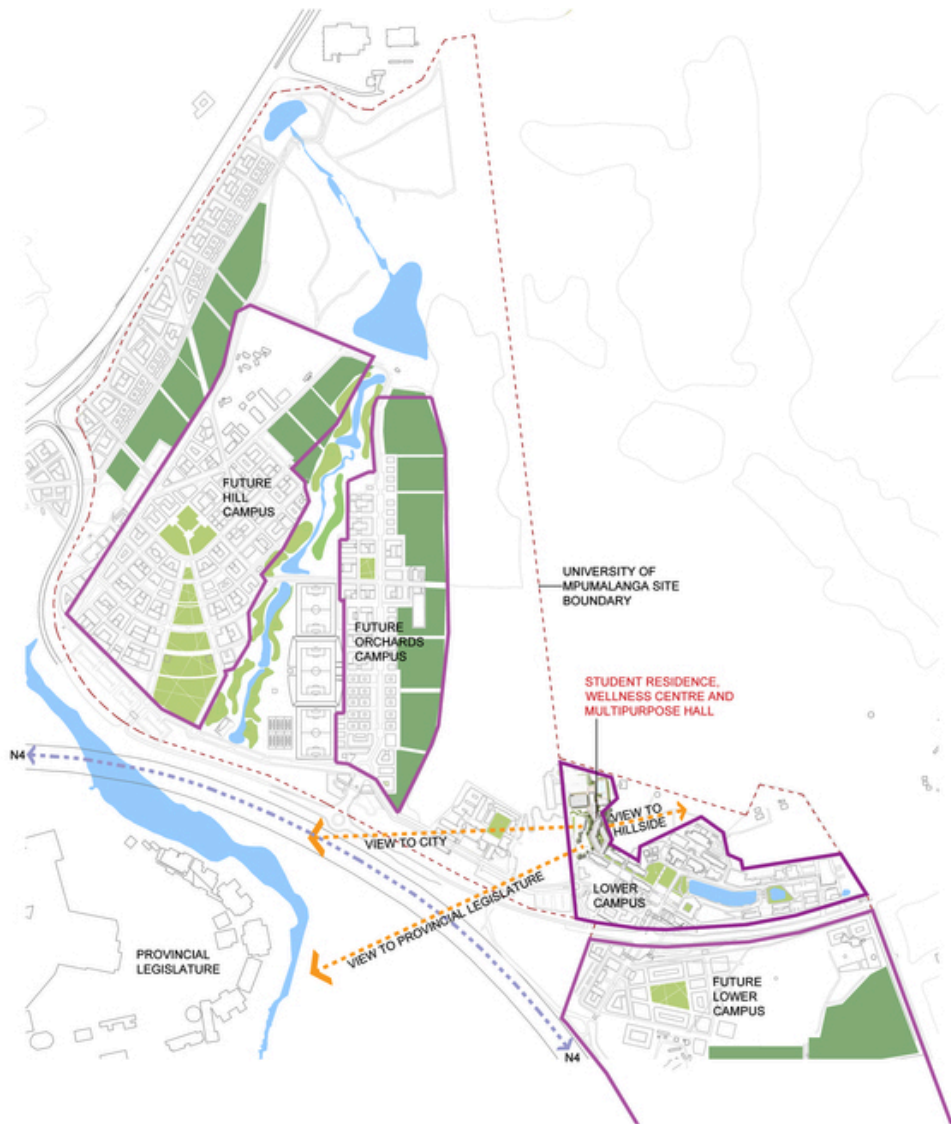 FUTURE
HILL
CAMPUS
UNIVERSITY OF
MPUMALANGA SITE
BOUNDARY
FUTURE
ORCHARDS
CAMPUS
STUDENT RESIDENCE,
WELLNESS CENTRE AND
MULTIPURPOSE HALL
N4
VIEW TO
HILLSIDE
VIEW TO CITY
LOWER
CAMPUS
VIEW TO PROVINCIAL LEGISLATURE
PROVINCIAL
LEGISLATURE
FUTURE
LOWER
CAMPUS
N4